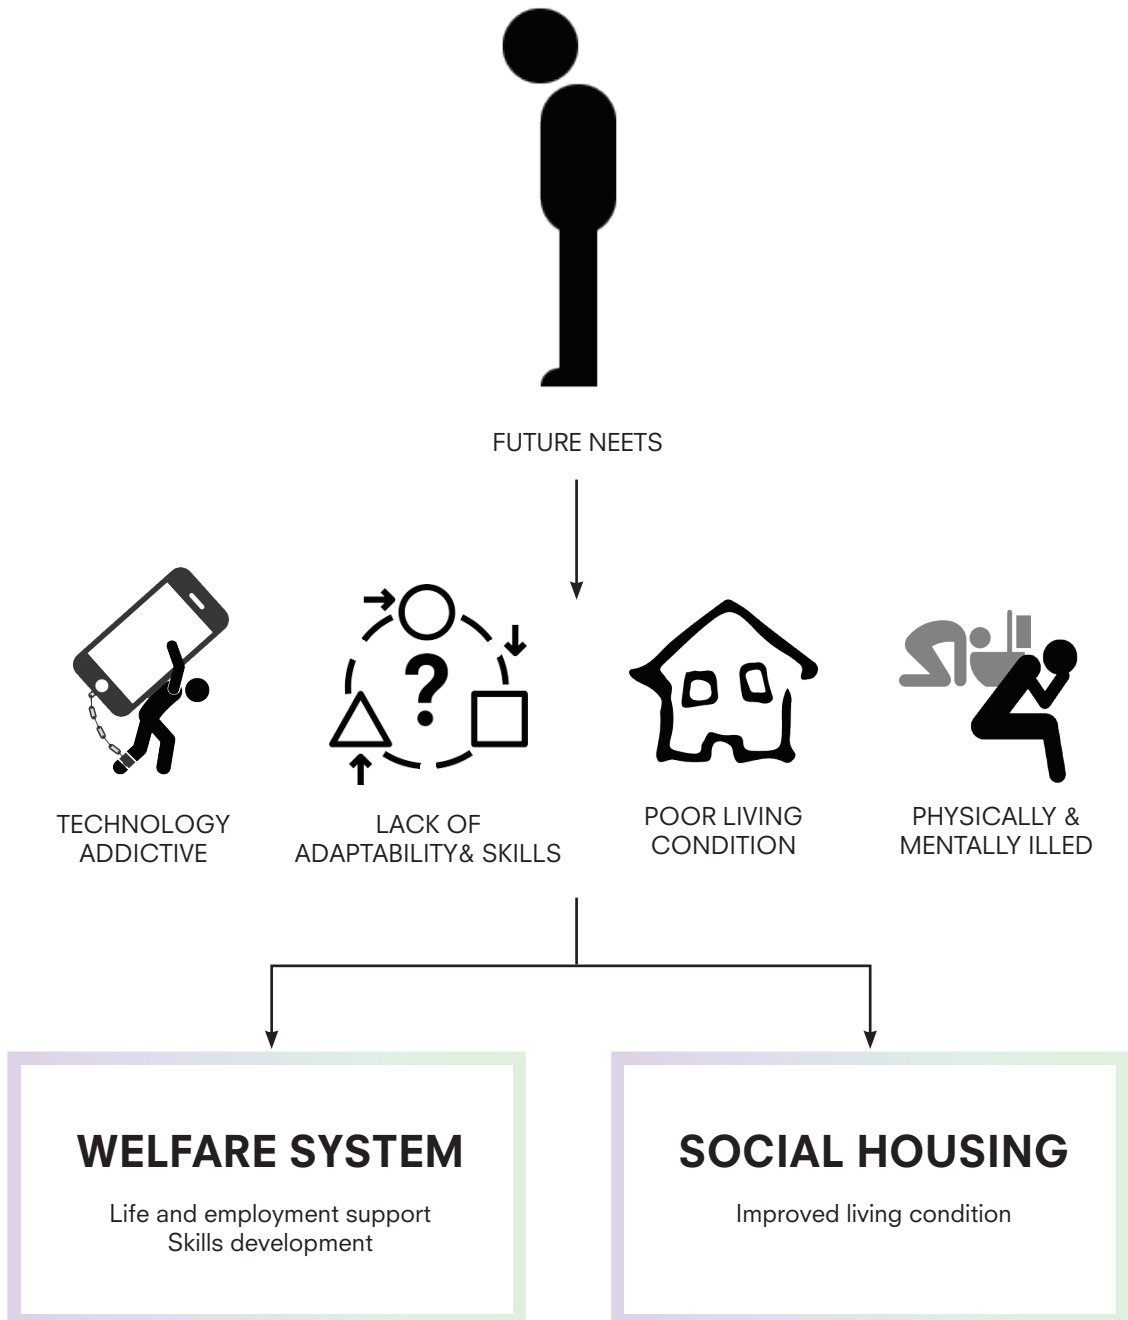 FUTURE NEETS
?
TECHNOLOGY
ADDICTIVE
LACK OF
ADAPTABILITY& SKILLS
POOR LIVING
CONDITION
PHYSICALLY &
MENTALLY ILLED
WELFARE SYSTEM
Life and employment support
Skills development
SOCIAL HOUSING
Improved living condition